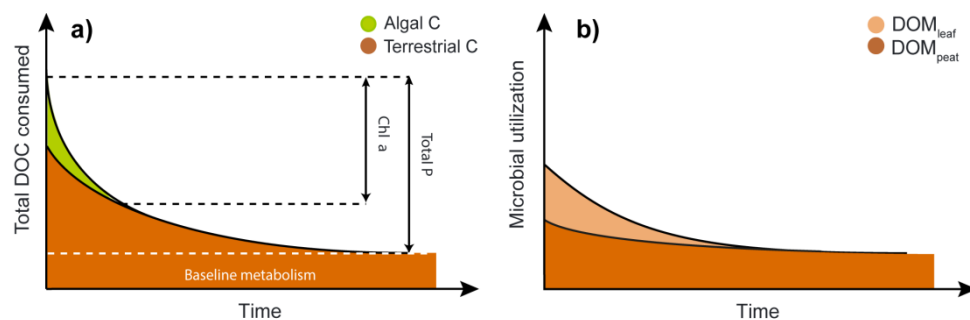 a)
Algal C
Terrestrial C
Total DOC consumed
Chl a
Total P
Baseline metabolism
Time
b)
DOMleaf
DOMpeat
Microbial utilization
Time